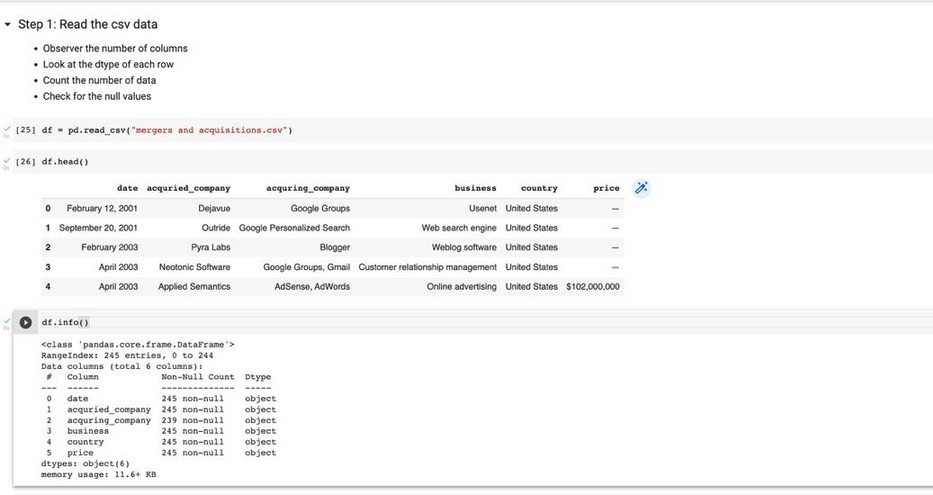 Step 1: Read the csv data
Observer the number of columns
Look at the dtype of each row
Count the number of data
Check for the null values
[25] df = pd.read_csv("mergers and acquisitions.csv")
[26] df.head()
date acquried_company acquring_company business country price
0 February 12, 2001 Dejavue Google Groups Usenet United States —
1 September 20, 2001 Outride Google Personalized Search Web search engine United States —
2 February 2003 Pyra Labs Blogger Weblog software United States —
3 April 2003 Neotonic Software Google Groups, Gmail Customer relationship management United States —
4 April 2003 Applied Semantics AdSense, AdWords Online advertising United States $102,000,000
df.info()
<class 'pandas.core.frame.DataFrame'>
RangeIndex: 245 entries, 0 to 244
Data columns (total 6 columns):
# Column Non-Null Count Dtype
--- ------ -------------- -----
0 date 245 non-null object
1 acquried_company 245 non-null object
2 acquring_company 239 non-null object
3 business 245 non-null object
4 country 245 non-null object
5 price 245 non-null object
dtypes: object(6)
memory usage: 11.6+ KB